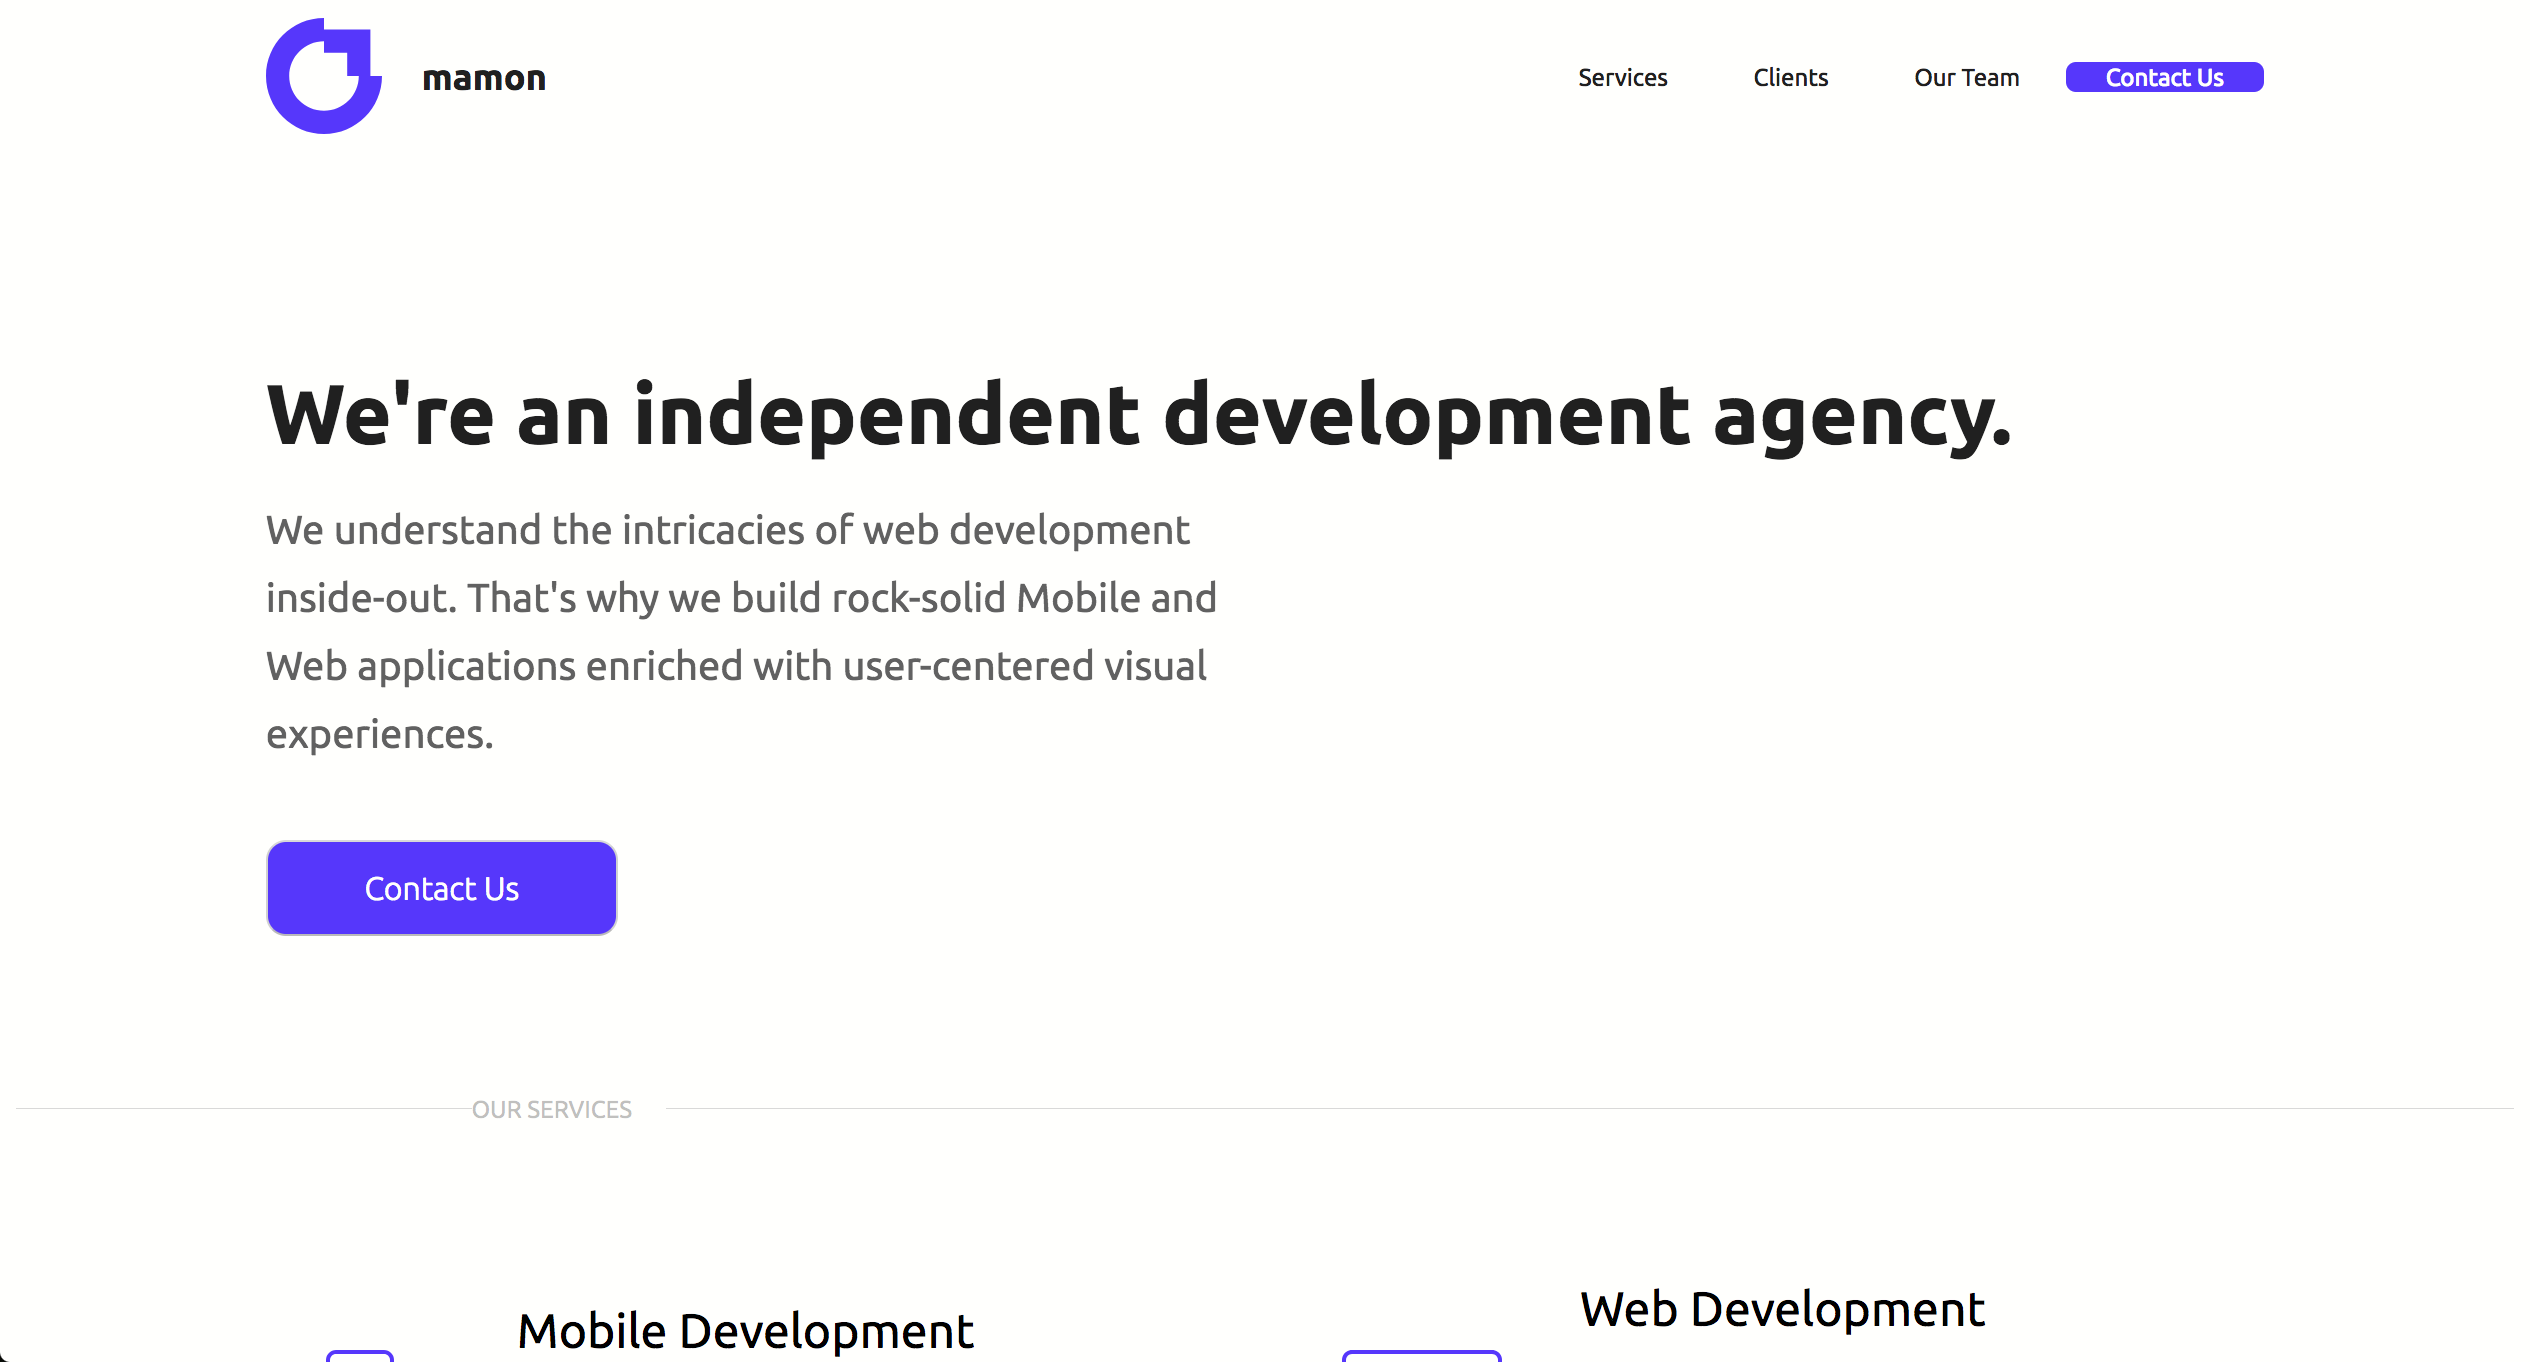 mamon
Services
Clients
Our Team
Contact Us
We're an independent development agency.
We understand the intricacies of web development
inside-out. That's why we build rock-solid Mobile and
Web applications enriched with user-centered visual
experiences.
Contact Us
OUR SERVICES
Mobile Development
Web Development